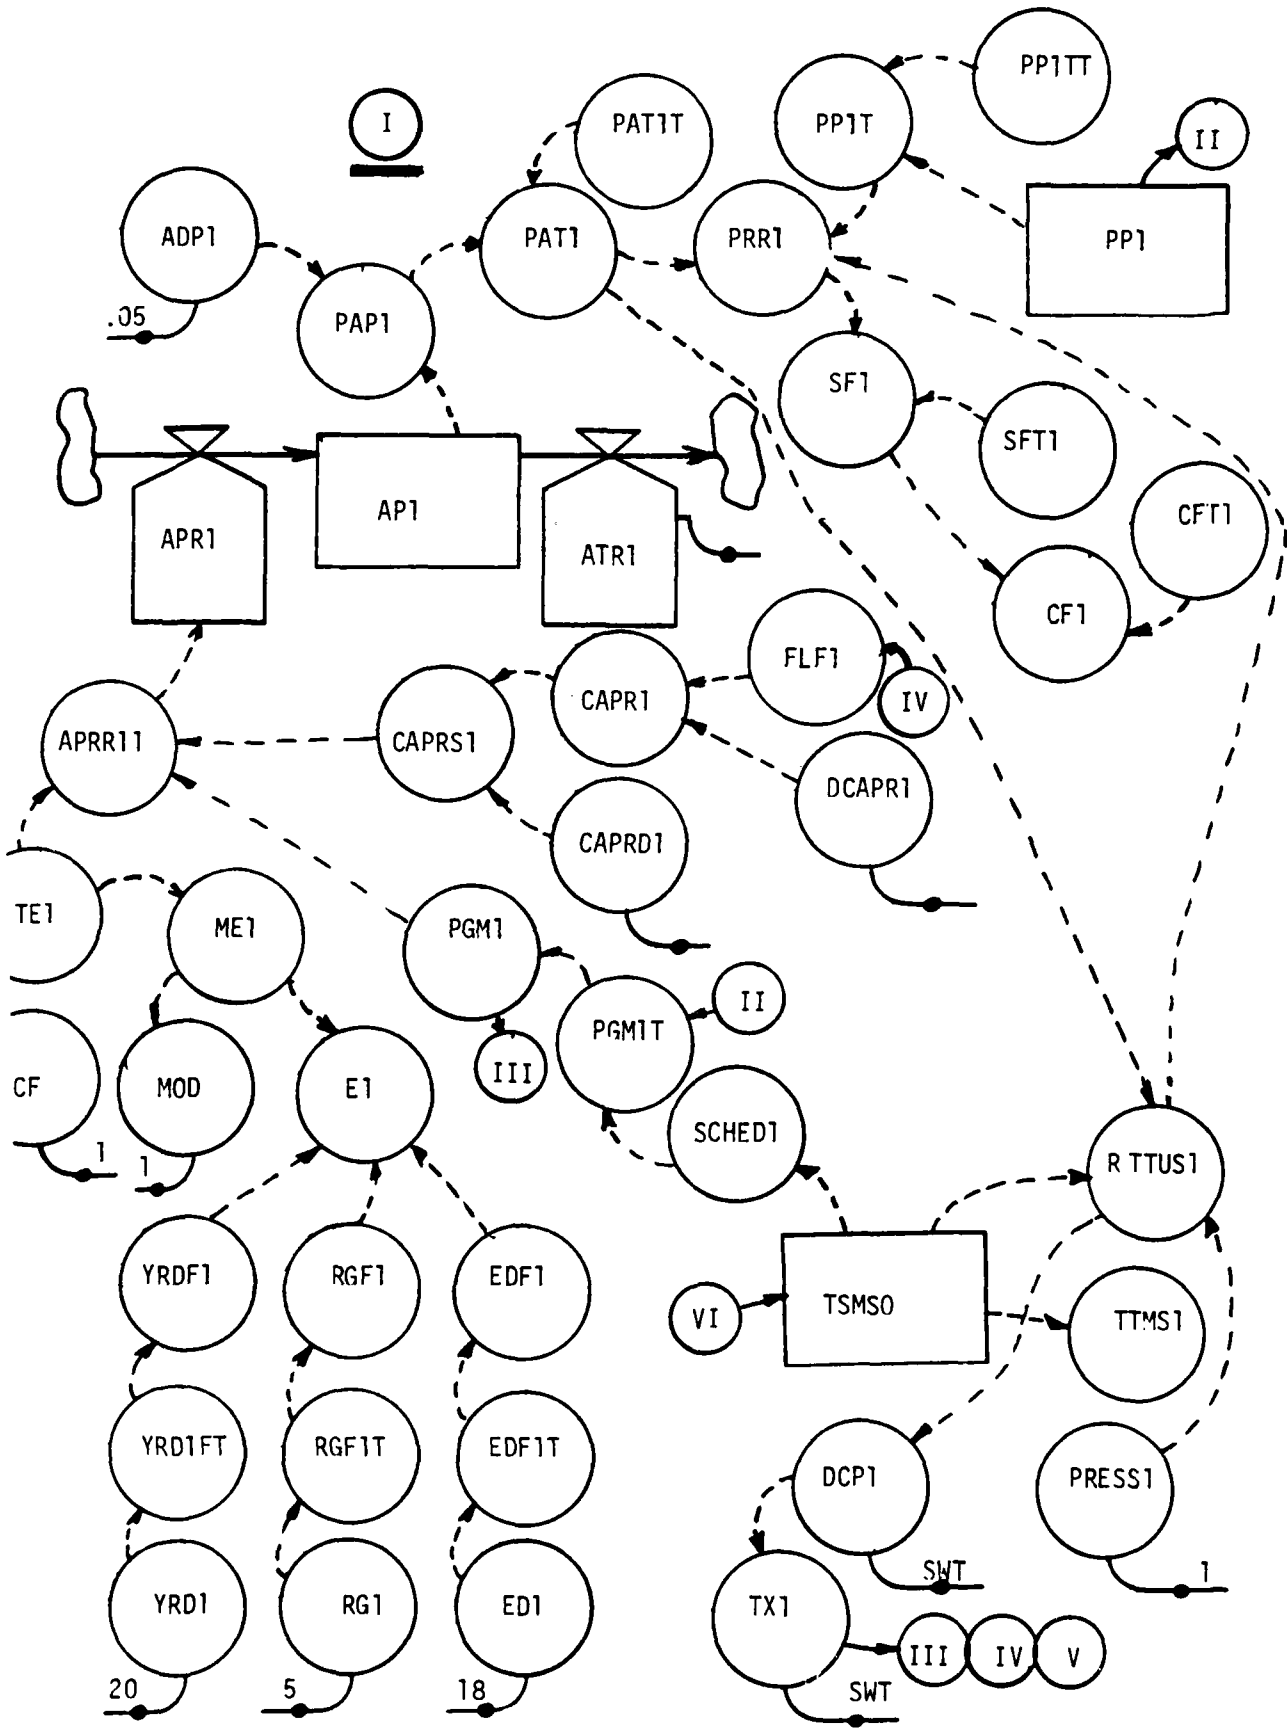 PP1TT
I
PAT1T
PP1T
II
ADP1
PAT1
PRR1
PP1
.05
PAP1
SF1
SFT1
AP1
CFT1
APR1
ATR1
CF1
FLF1
CAPR1
IV
APRR11
CAPRS1
DCAPR1
CAPRD1
TE1
ME1
PGM1
II
PGM1T
III
CF
MOD
E1
SCHED1
1
1
R TTUS1
YRDF1
RGF1
EDF1
VI
TSMSO
TTMS1
YRD1FT
RGF1T
EDF1T
DCP1
PRESS1
SWT
1
YRD1
RG1
ED1
TX1
III
IV
V
20
5
18
SWT